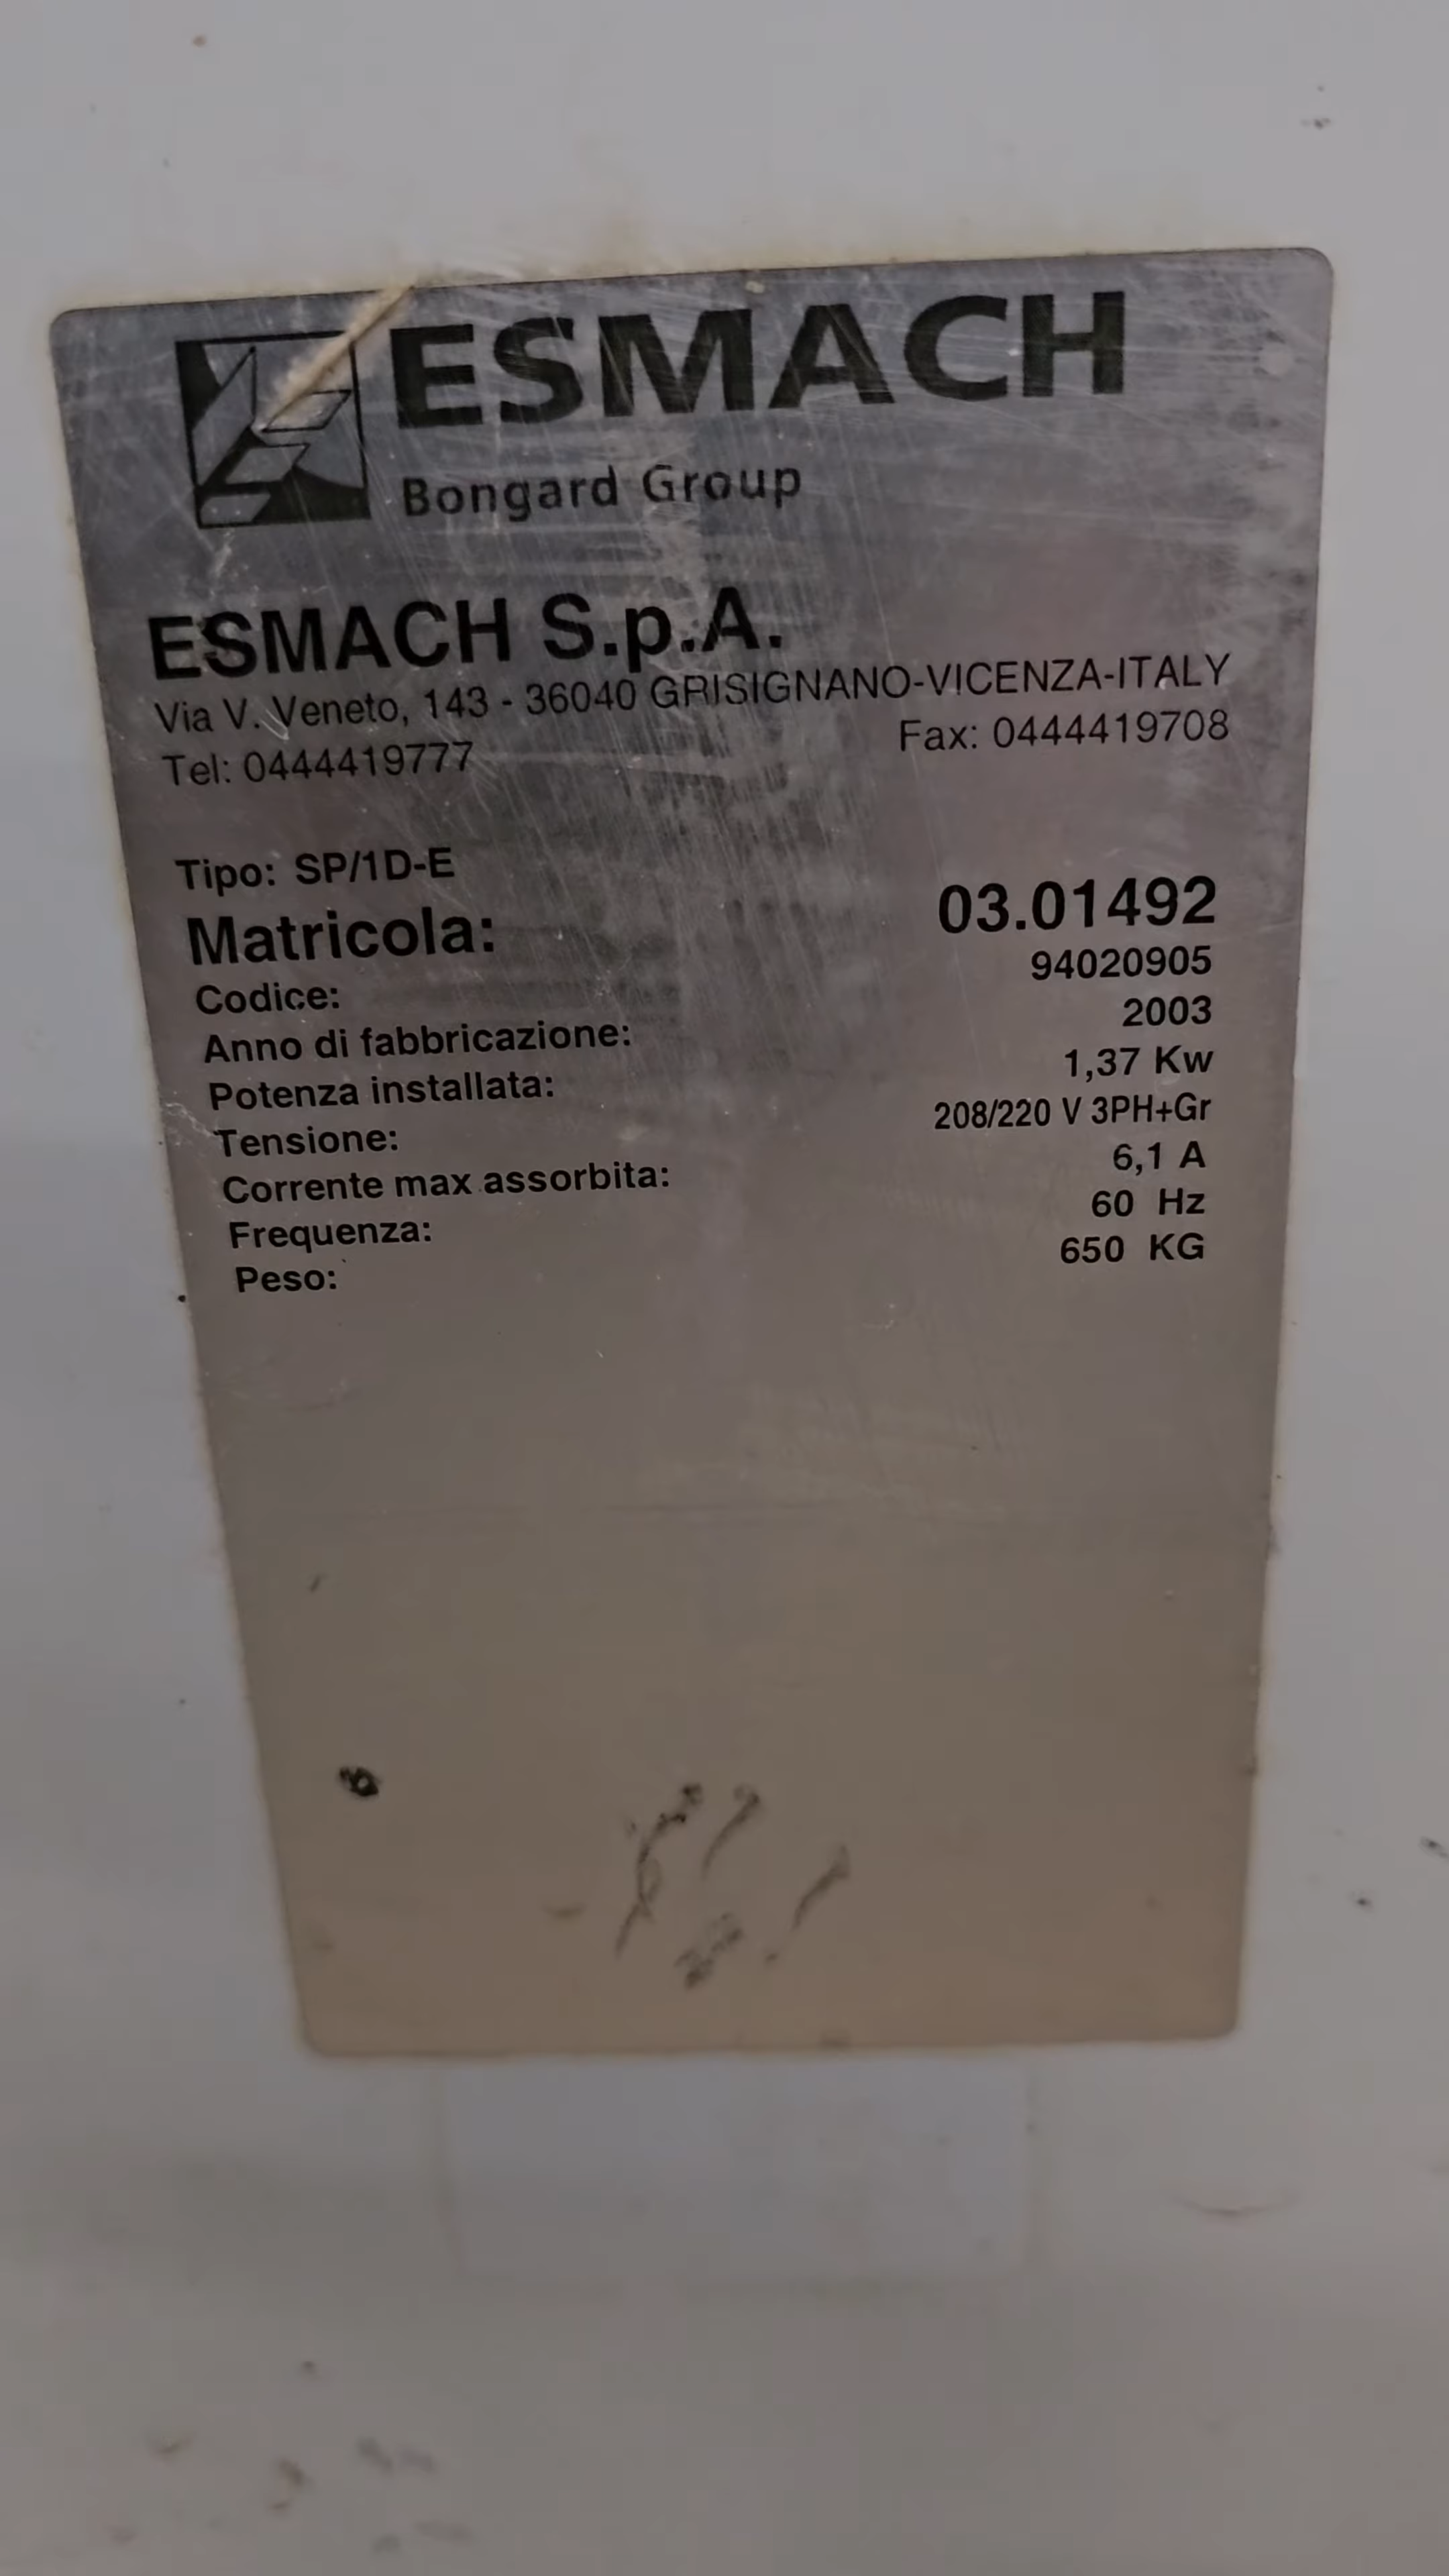 ESMACH
Bongard Group
ESMACH S.p.A.
Via V. Veneto, 143 - 36040 GRISIGNANO-VICENZA-ITALY
Tel: 0444419777 Fax: 0444419708
Tipo: SP/1D-E
Matricola: 03.01492
Codice: 94020905
Anno di fabbricazione: 2003
Potenza installata: 1,37 Kw
Tensione: 208/220 V 3PH+Gr
Corrente max assorbita: 6,1 A
Frequenza: 60 Hz
Peso: 650 KG